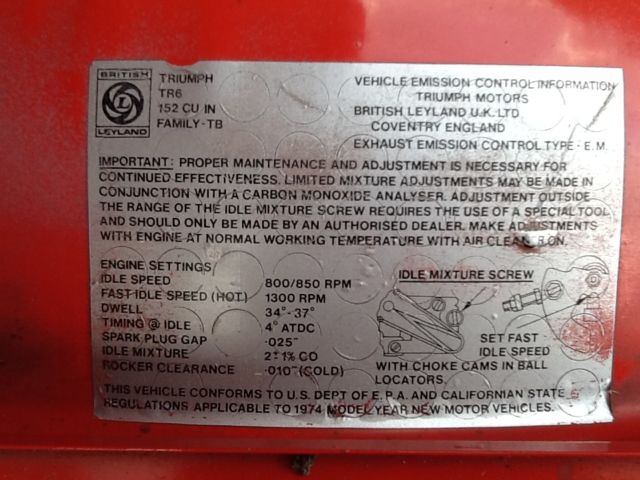 BRITISH
L
LEYLAND
TRIUMPH
TR6
152 CU IN
FAMILY-TB
VEHICLE EMISSION CONTROL INFORMATION
TRIUMPH MOTORS
BRITISH LEYLAND U.K. LTD
COVENTRY ENGLAND
EXHAUST EMISSION CONTROL TYPE - E.M.
IMPORTANT: PROPER MAINTENANCE AND ADJUSTMENT IS NECESSARY FOR
CONTINUED EFFECTIVENESS. LIMITED MIXTURE ADJUSTMENTS MAY BE MADE IN
CONJUNCTION WITH A CARBON MONOXIDE ANALYSER. ADJUSTMENT OUTSIDE
THE RANGE OF THE IDLE MIXTURE SCREW REQUIRES THE USE OF A SPECIAL TOOL
AND SHOULD ONLY BE MADE BY AN AUTHORISED DEALER. MAKE ADJUSTMENTS
WITH ENGINE AT NORMAL WORKING TEMPERATURE WITH AIR CLEANER ON.
ENGINE SETTINGS
IDLE SPEED 800/850 RPM
FAST IDLE SPEED (HOT) 1300 RPM
DWELL 34°-37°
TIMING @ IDLE 4° ATDC
SPARK PLUG GAP ·025"
IDLE MIXTURE 2±1% CO
ROCKER CLEARANCE ·010" (COLD)
IDLE MIXTURE SCREW
SET FAST
IDLE SPEED
WITH CHOKE CAMS IN BALL
LOCATORS.
THIS VEHICLE CONFORMS TO U.S. DEPT OF E.P.A. AND CALIFORNIAN STATE
REGULATIONS APPLICABLE TO 1974 MODEL YEAR NEW MOTOR VEHICLES.